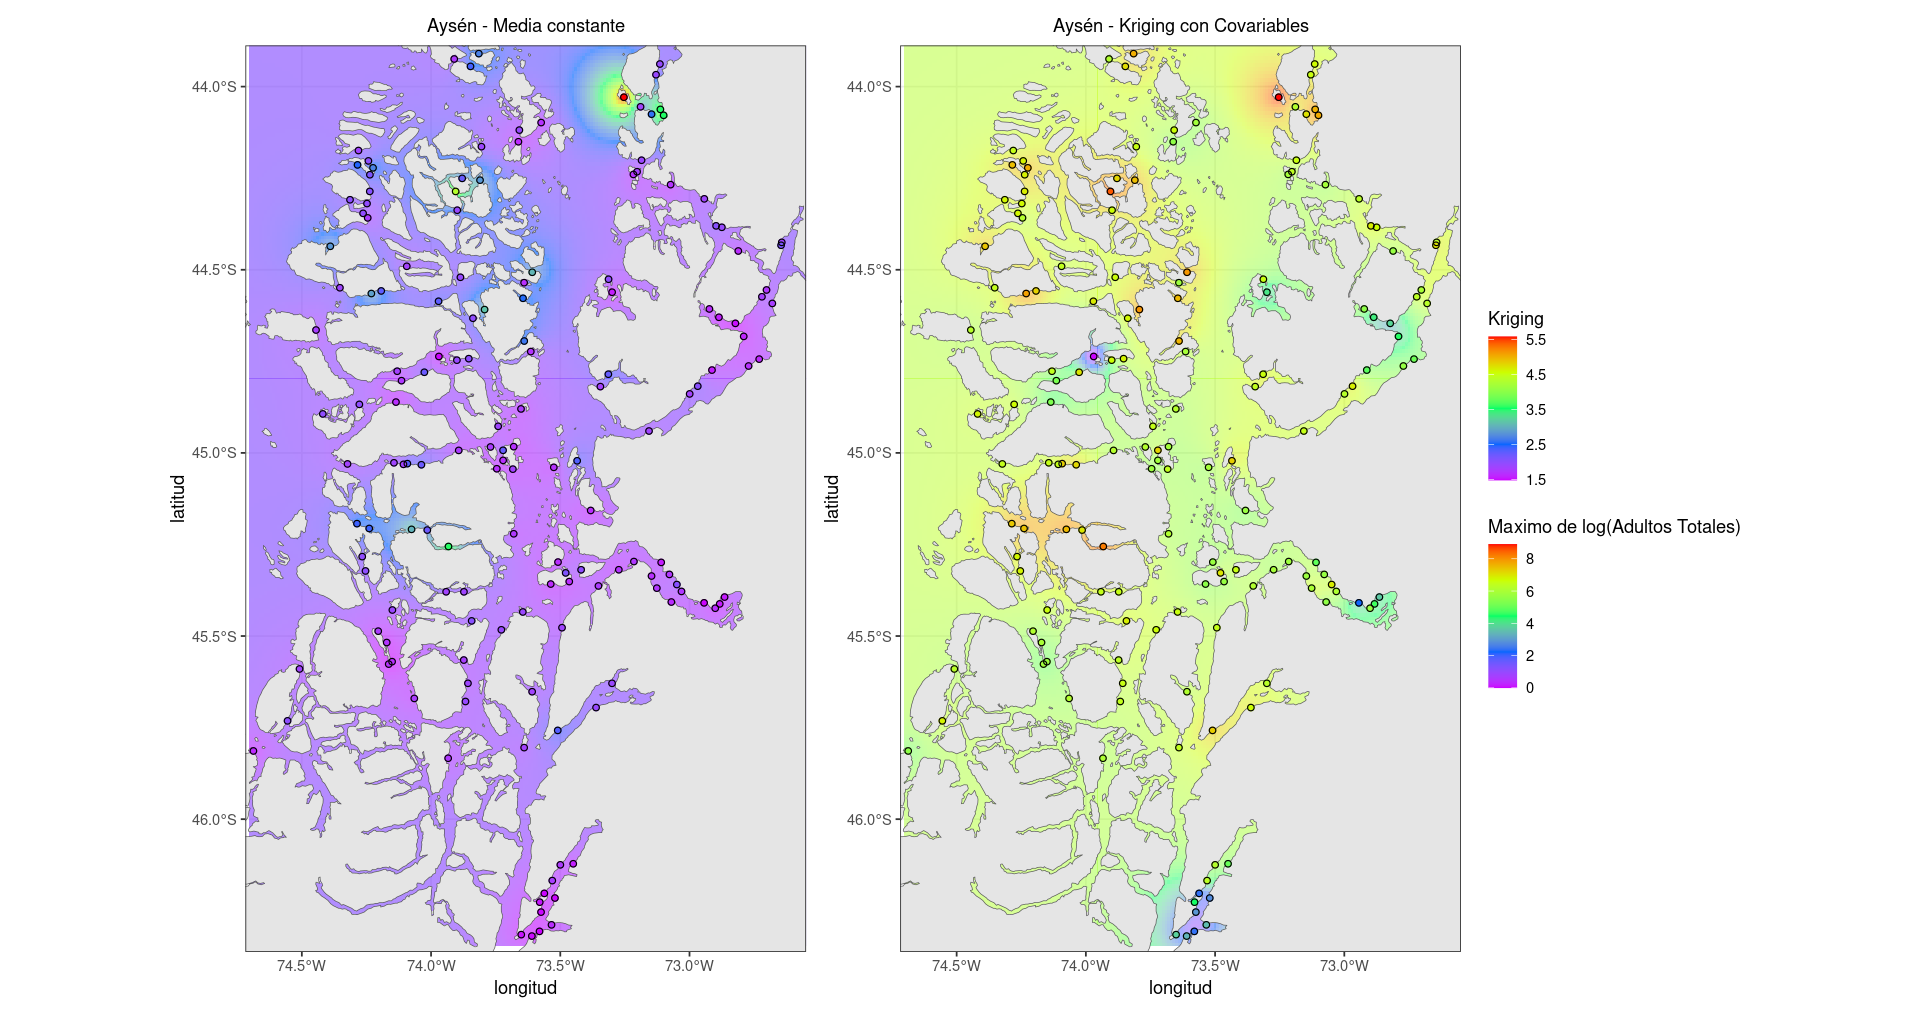 Aysén - Media constante
Aysén - Kriging con Covariables
44.0°S
44.5°S
45.0°S
45.5°S
46.0°S
latitud
74.5°W
74.0°W
73.5°W
73.0°W
longitud
44.0°S
44.5°S
45.0°S
45.5°S
46.0°S
latitud
74.5°W
74.0°W
73.5°W
73.0°W
longitud
Kriging
5.5
4.5
3.5
2.5
1.5
Maximo de log(Adultos Totales)
8
6
4
2
0